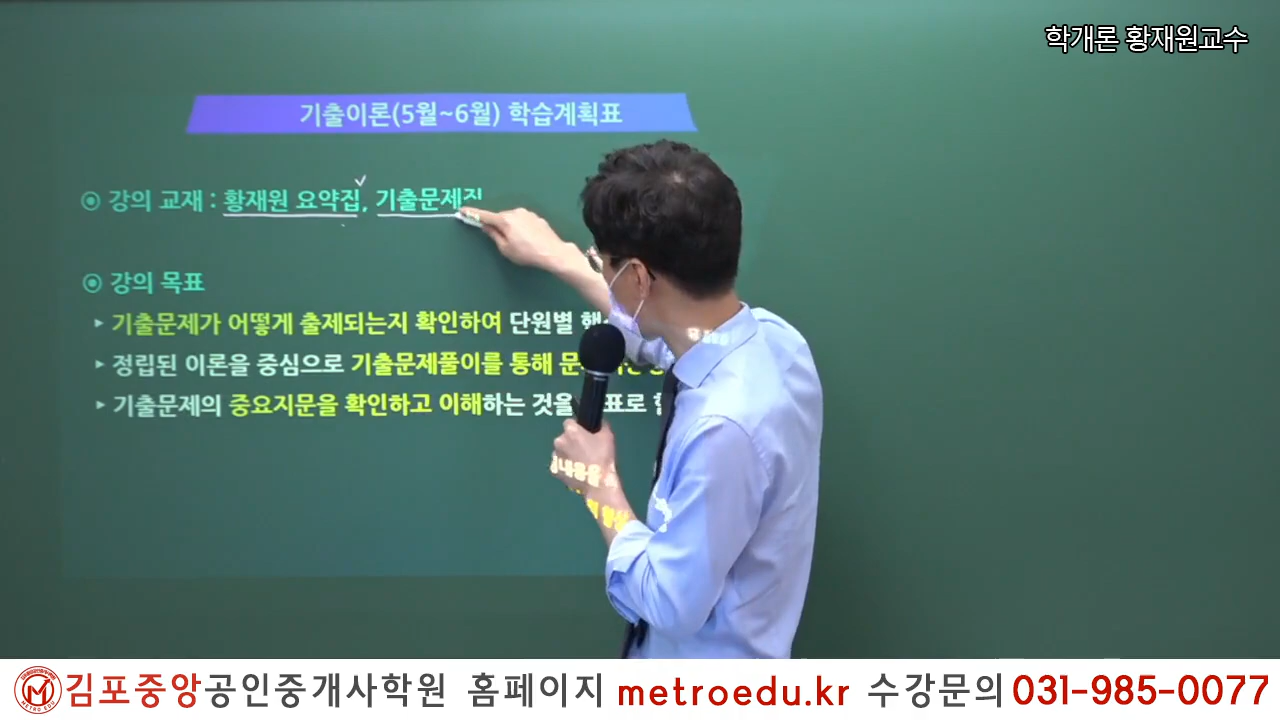 학개론 황재원교수
기출이론(5월~6월) 학습계획표
◉ 강의 교재 : 황재원 요약집, 기출문제집
◉ 강의 목표
▸ 기출문제가 어떻게 출제되는지 확인하여 단원별
▸ 정립된 이론을 중심으로 기출문제풀이를 통해
▸ 기출문제의 중요지문을 확인하고 이해하는 것을
METRO EDU
김포중앙공인중개사학원 홈페이지 metroedu.kr 수강문의 031-985-0077